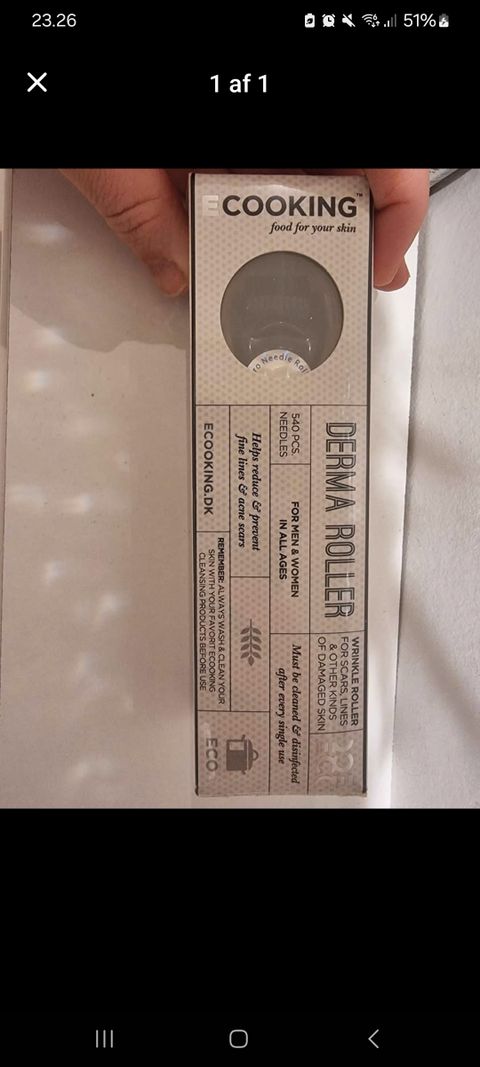 23.26
51%
1 af 1
ECOOKING™
food for your skin
o Needle Rol
DERMA ROLLER
WRINKLE ROLLER
FOR SCARS, LINES
& OTHER KINDS
OF DAMAGED SKIN
540 PCS.
NEEDLES
FOR MEN & WOMEN
IN ALL AGES
Must be cleaned & disinfected
after every single use
Helps reduce & prevent
fine lines & acne scars
ECOOKING.DK
REMEMBER: ALWAYS WASH & CLEAN YOUR
SKIN WITH YOUR FAVORIT ECOOKING
CLEANSING PRODUCTS BEFORE USE
ECO